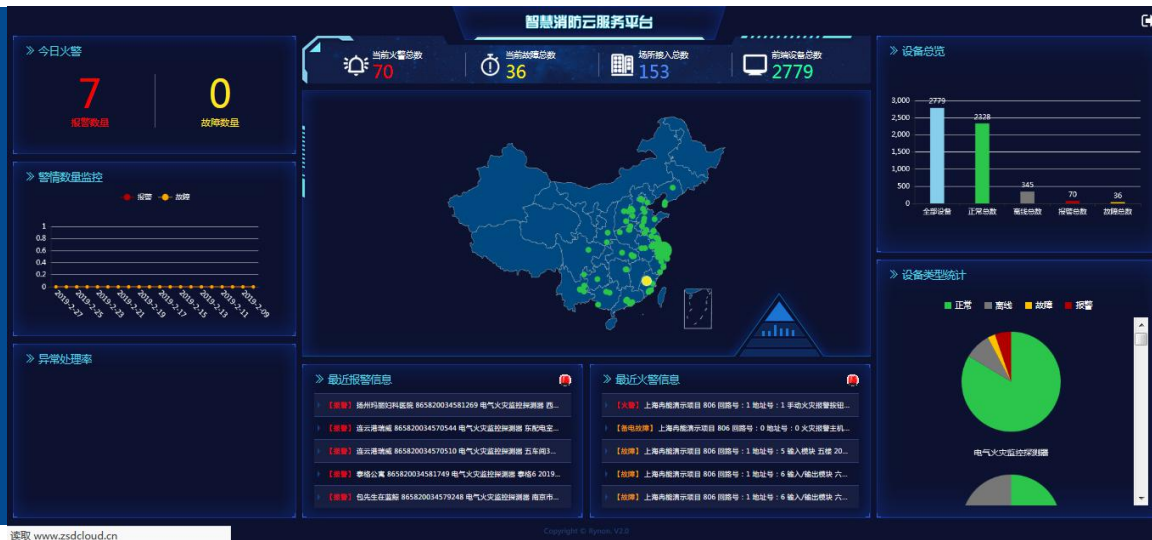 智慧消防云服务平台
今日火警
7
报警数量
0
故障数量
警情数量监控
报警 故障
1
0.8
0.6
0.4
0.2
0
2019-2-27
2019-2-25
2019-2-23
2019-2-21
2019-2-19
2019-2-17
2019-2-15
2019-2-13
2019-2-11
2019-2-09
异常处理率
当前火警总数
70
当前故障总数
36
场所接入总数
153
前端设备总数
2779
最近报警信息
【报警】扬州玛丽妇科医院 865820034581269 电气火灾监控探测器 西...
【报警】连云港瑞威 865820034570544 电气火灾监控探测器 东配电室...
【报警】连云港瑞威 865820034570510 电气火灾监控探测器 五车间3...
【报警】泰格公寓 865820034581749 电气火灾监控探测器 泰格6 2019...
【报警】包先生在蓝鲸 865820034579248 电气火灾监控探测器 南京市...
最近火警信息
【火警】上海冉能演示项目 806 回路号：1 地址号：1 手动火灾报警按钮...
【备电故障】上海冉能演示项目 806 回路号：0 地址号：0 火灾报警主机...
【故障】上海冉能演示项目 806 回路号：1 地址号：5 输入模块 五楼 20...
【故障】上海冉能演示项目 806 回路号：1 地址号：6 输入/输出模块 六...
【故障】上海冉能演示项目 806 回路号：1 地址号：6 输入/输出模块 六...
设备总览
3,000
2,500
2,000
1,500
1,000
500
0
2779
2328
345
70
36
全部设备 正常总数 离线总数 报警总数 故障总数
设备类型统计
正常 离线 故障 报警
电气火灾监控探测器
Copyright © Rynom V2.0
读取 www.zsdcloud.cn